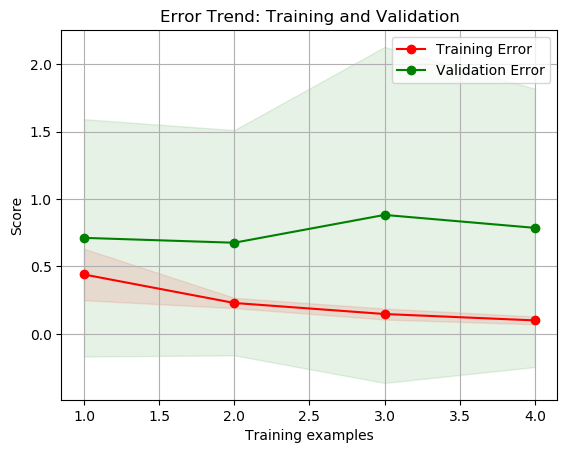 Error Trend: Training and Validation
Training Error
Validation Error
2.0
1.5
1.0
0.5
0.0
Score
1.0 1.5 2.0 2.5 3.0 3.5 4.0
Training examples